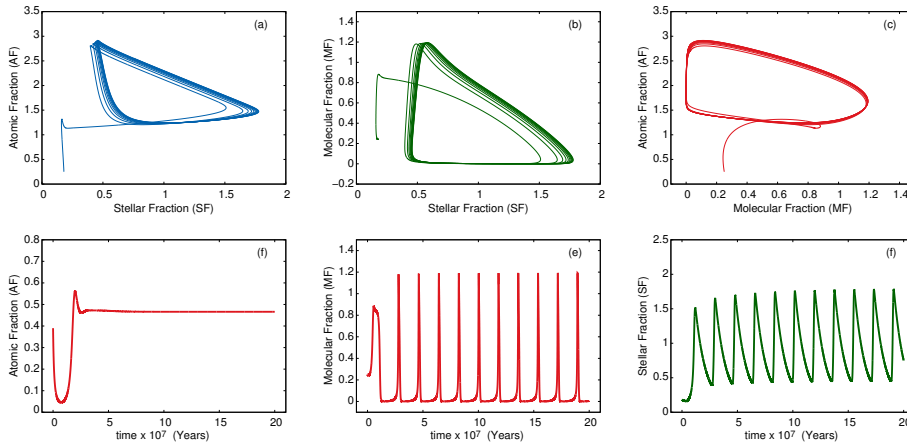 (a)
3.5
3
2.5
2
1.5
1
0.5
0
Atomic Fraction (AF)
0 0.5 1 1.5 2
Stellar Fraction (SF)
(b)
1.4
1.2
1
0.8
0.6
0.4
0.2
0
−0.2
Molecular Fraction (MF)
0 0.5 1 1.5 2
Stellar Fraction (SF)
(c)
3.5
3
2.5
2
1.5
1
0.5
0
Atomic Fraction (AF)
0 0.2 0.4 0.6 0.8 1 1.2 1.4
Molecular Fraction (MF)
(f)
0.8
0.7
0.6
0.5
0.4
0.3
0.2
0.1
0
Atomic Fraction (AF)
0 5 10 15 20
time x 10⁷ (Years)
(e)
1.4
1.2
1
0.8
0.6
0.4
0.2
0
Molecular Fraction (MF)
0 5 10 15 20
time x 10⁷ (Years)
(f)
2.5
2
1.5
1
0.5
0
Stellar Fraction (SF)
0 5 10 15 20
time x 10⁷ (Years)